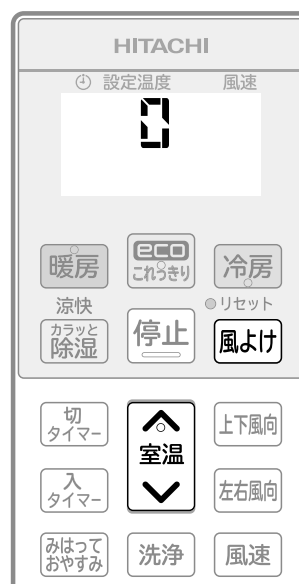 HITACHI
設定温度 風速
0
暖房
eco
これっきり
冷房
涼快
カラッと
除湿
停止
リセット
風よけ
切
タイマー
室温
上下風向
入
タイマー
左右風向
みはって
おやすみ
洗浄
風速